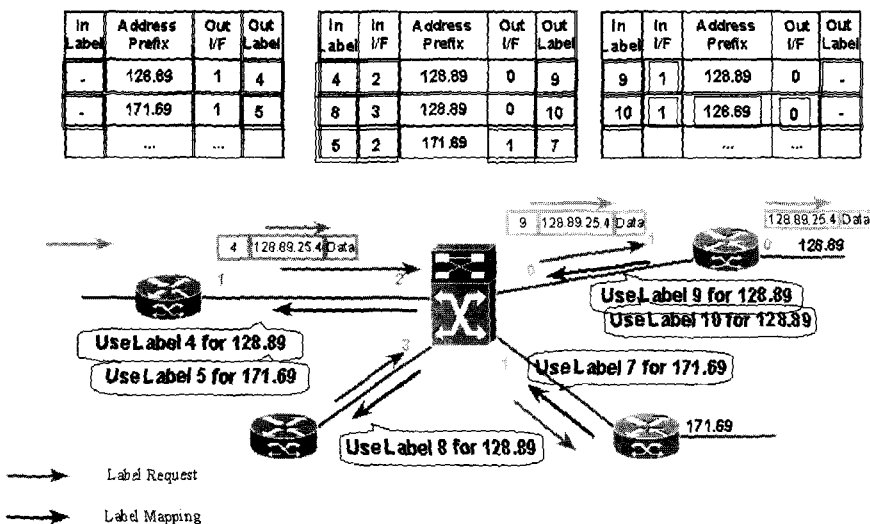 In Label Address Prefix Out I/F Out Label
- 128.89 1 4
- 171.69 1 5
... ...
In Label In I/F Address Prefix Out I/F Out Label
4 2 128.89 0 9
8 3 128.89 0 10
5 2 171.69 1 7
In Label In I/F Address Prefix Out I/F Out Label
9 1 128.89 0 -
10 1 128.89 0 -
... ...
4 128.89.25.4 Data
9 128.89.25.4 Data
128.89.25.4 Data
1
2
0
1
0
128.89
Use Label 9 for 128.89
Use Label 10 for 128.89
Use Label 4 for 128.89
Use Label 5 for 171.69
3
1
Use Label 7 for 171.69
Use Label 8 for 128.89
171.69
Label Request
Label Mapping